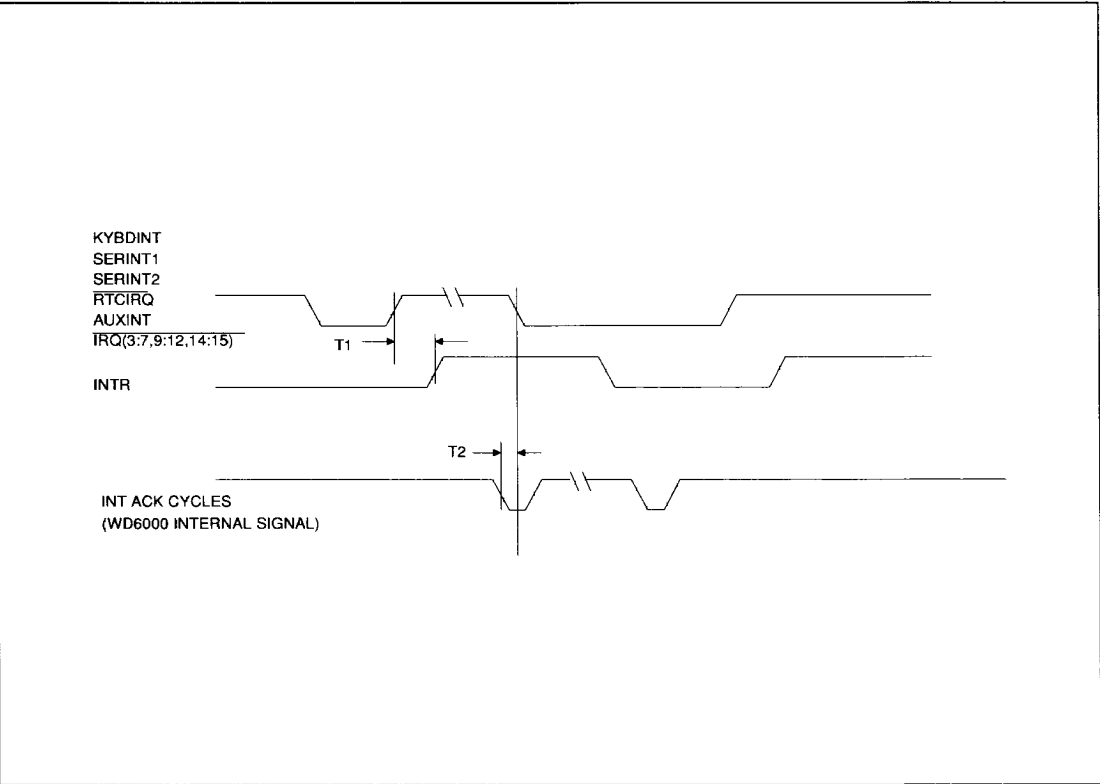 KYBDINT
SERINT1
SERINT2
RTCIRQ
AUXINT
IRQ(3:7,9:12,14:15)
T1
INTR
T2
INT ACK CYCLES
(WD6000 INTERNAL SIGNAL)